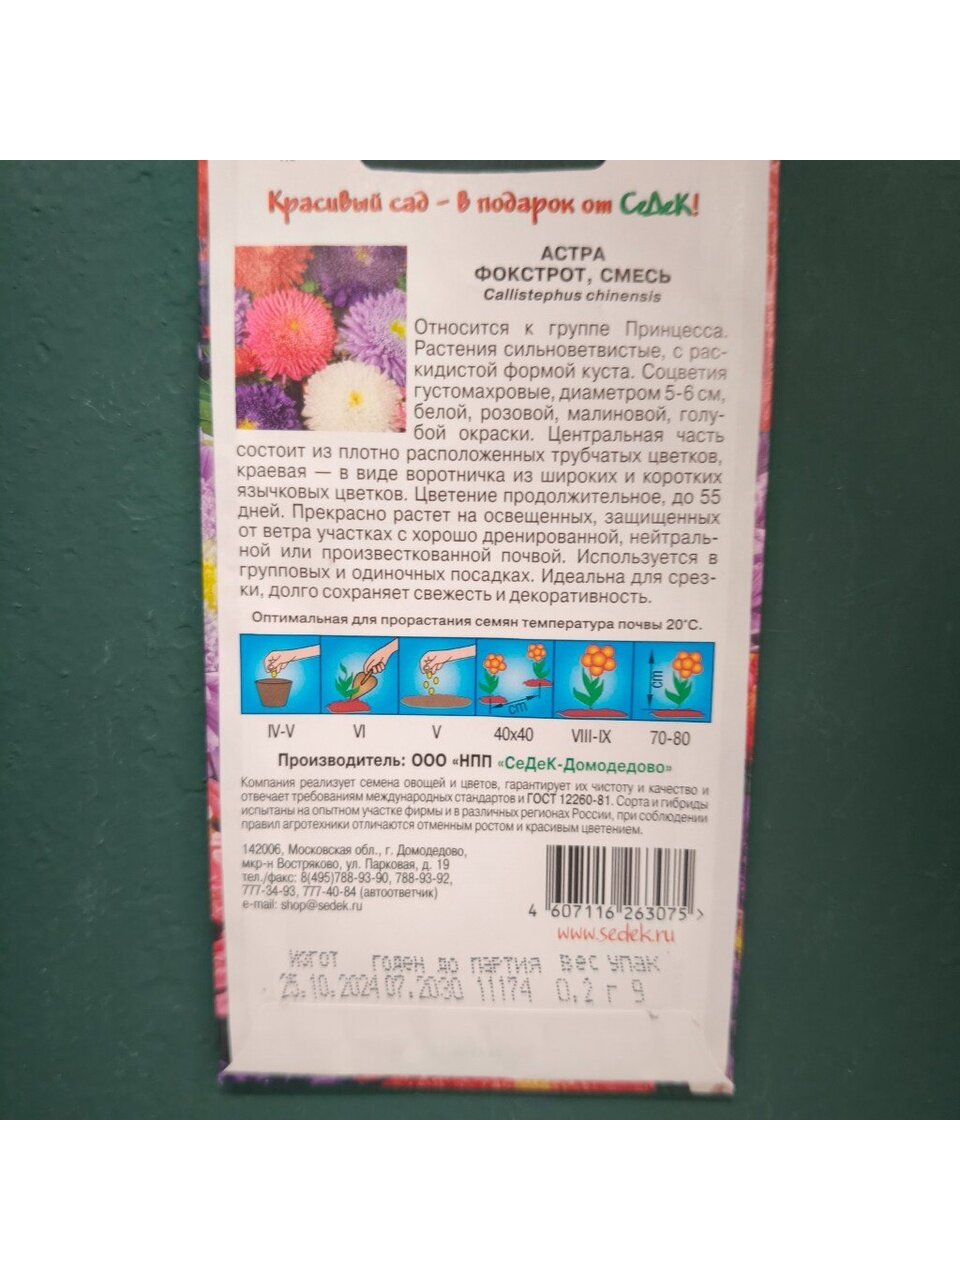 Красивый сад – в подарок от СеДеК!
АСТРА
ФОКСТРОТ, СМЕСЬ
Callistephus chinensis
Относится к группе Принцесса.
Растения сильноветвистые, с рас-
кидистой формой куста. Соцветия
густомахровые, диаметром 5-6 см,
белой, розовой, малиновой, голу-
бой окраски. Центральная часть
состоит из плотно расположенных трубчатых цветков,
краевая — в виде воротничка из широких и коротких
язычковых цветков. Цветение продолжительное, до 55
дней. Прекрасно растет на освещенных, защищенных
от ветра участках с хорошо дренированной, нейтраль-
ной или произвесткованной почвой. Используется в
групповых и одиночных посадках. Идеальна для срез-
ки, долго сохраняет свежесть и декоративность.
Оптимальная для прорастания семян температура почвы 20°С.
cm cm
IV-V VI V 40х40 VIII-IX 70-80
Производитель: ООО «НПП «СеДеК-Домодедово»
Компания реализует семена овощей и цветов, гарантирует их чистоту и качество и
отвечает требованиям международных стандартов и ГОСТ 12260-81. Сорта и гибриды
испытаны на опытном участке фирмы и в различных регионах России, при соблюдении
правил агротехники отличаются отменным ростом и красивым цветением.
142006, Московская обл., г. Домодедово,
мкр-н Востряково, ул. Парковая, д. 19
тел./факс: 8(495)788-93-90, 788-93-92,
777-34-93, 777-40-84 (автоответчик)
e-mail: shop@sedek.ru
4 607116 263075 >
www.sedek.ru
изгот годен до партия вес упак
25.10.2024 07.2030 11174 0,2 г 9